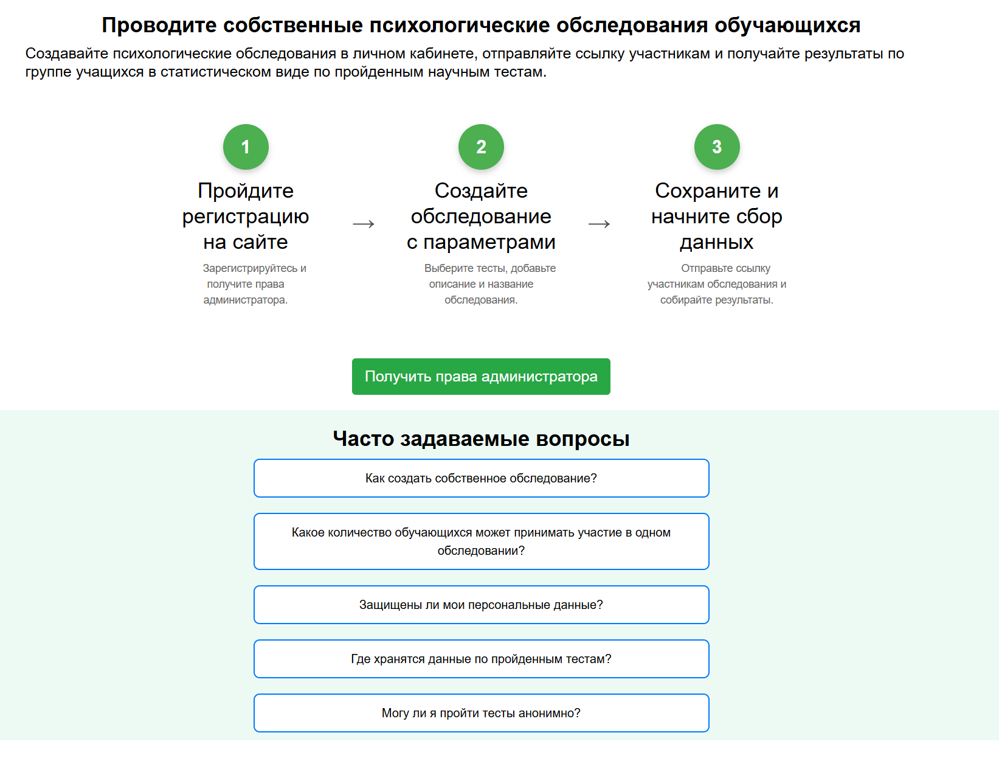 Проводите собственные психологические обследования обучающихся
Создавайте психологические обследования в личном кабинете, отправляйте ссылку участникам и получайте результаты по
группе учащихся в статистическом виде по пройденным научным тестам.
1
Пройдите
регистрацию
на сайте
Зарегистрируйтесь и
получите права
администратора.
→
2
Создайте
обследование
с параметрами
Выберите тесты, добавьте
описание и название
обследования.
→
3
Сохраните и
начните сбор
данных
Отправьте ссылку
участникам обследования и
собирайте результаты.
Получить права администратора
Часто задаваемые вопросы
Как создать собственное обследование?
Какое количество обучающихся может принимать участие в одном
обследовании?
Защищены ли мои персональные данные?
Где хранятся данные по пройденным тестам?
Могу ли я пройти тесты анонимно?